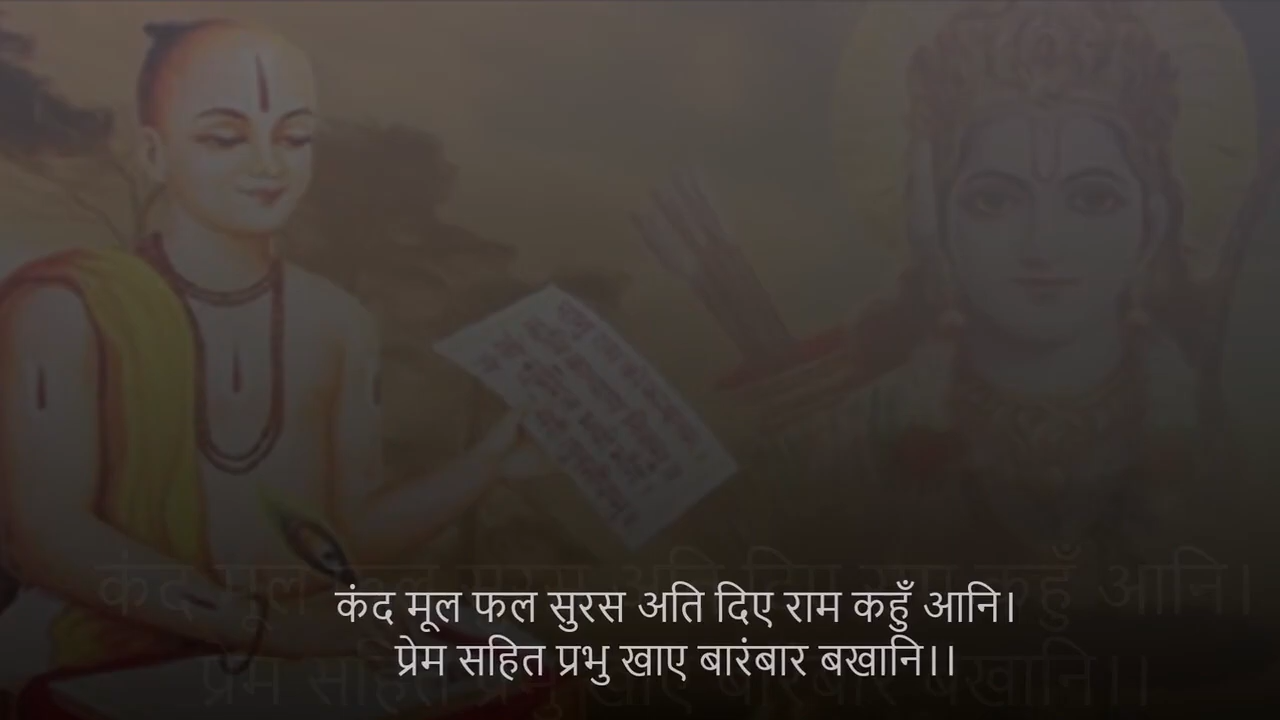 कंद मूल फल सुरस अति दिए राम कहुँ आनि।
प्रेम सहित प्रभु खाए बारंबार बखानि।।